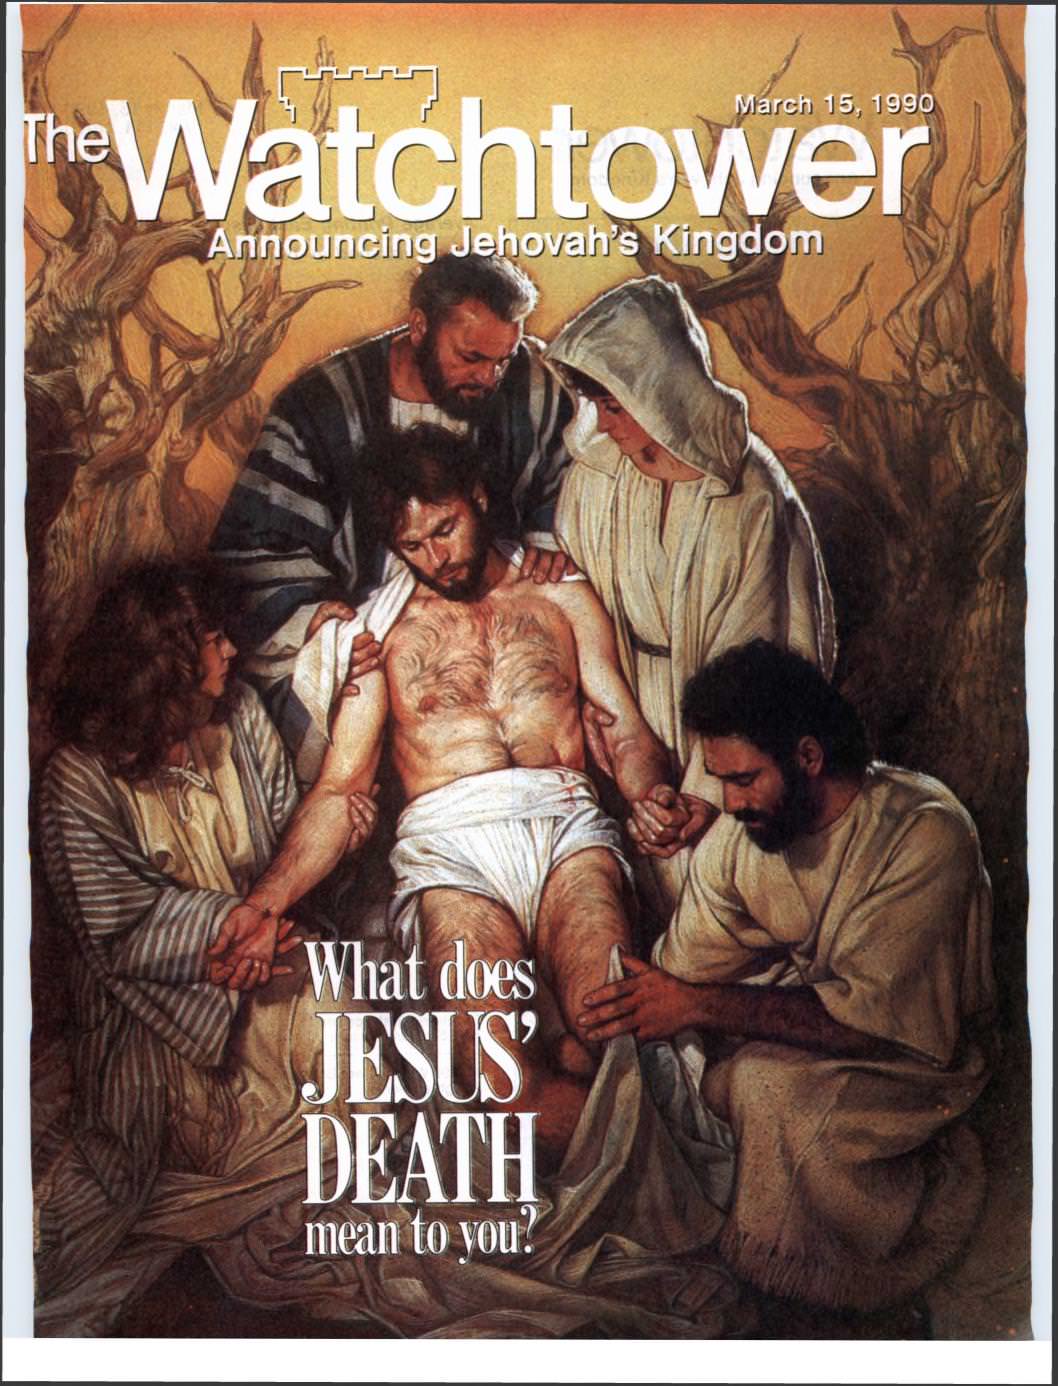 March 15, 1990
The Watchtower
Announcing Jehovah's Kingdom
What does
JESUS'
DEATH
mean to you?